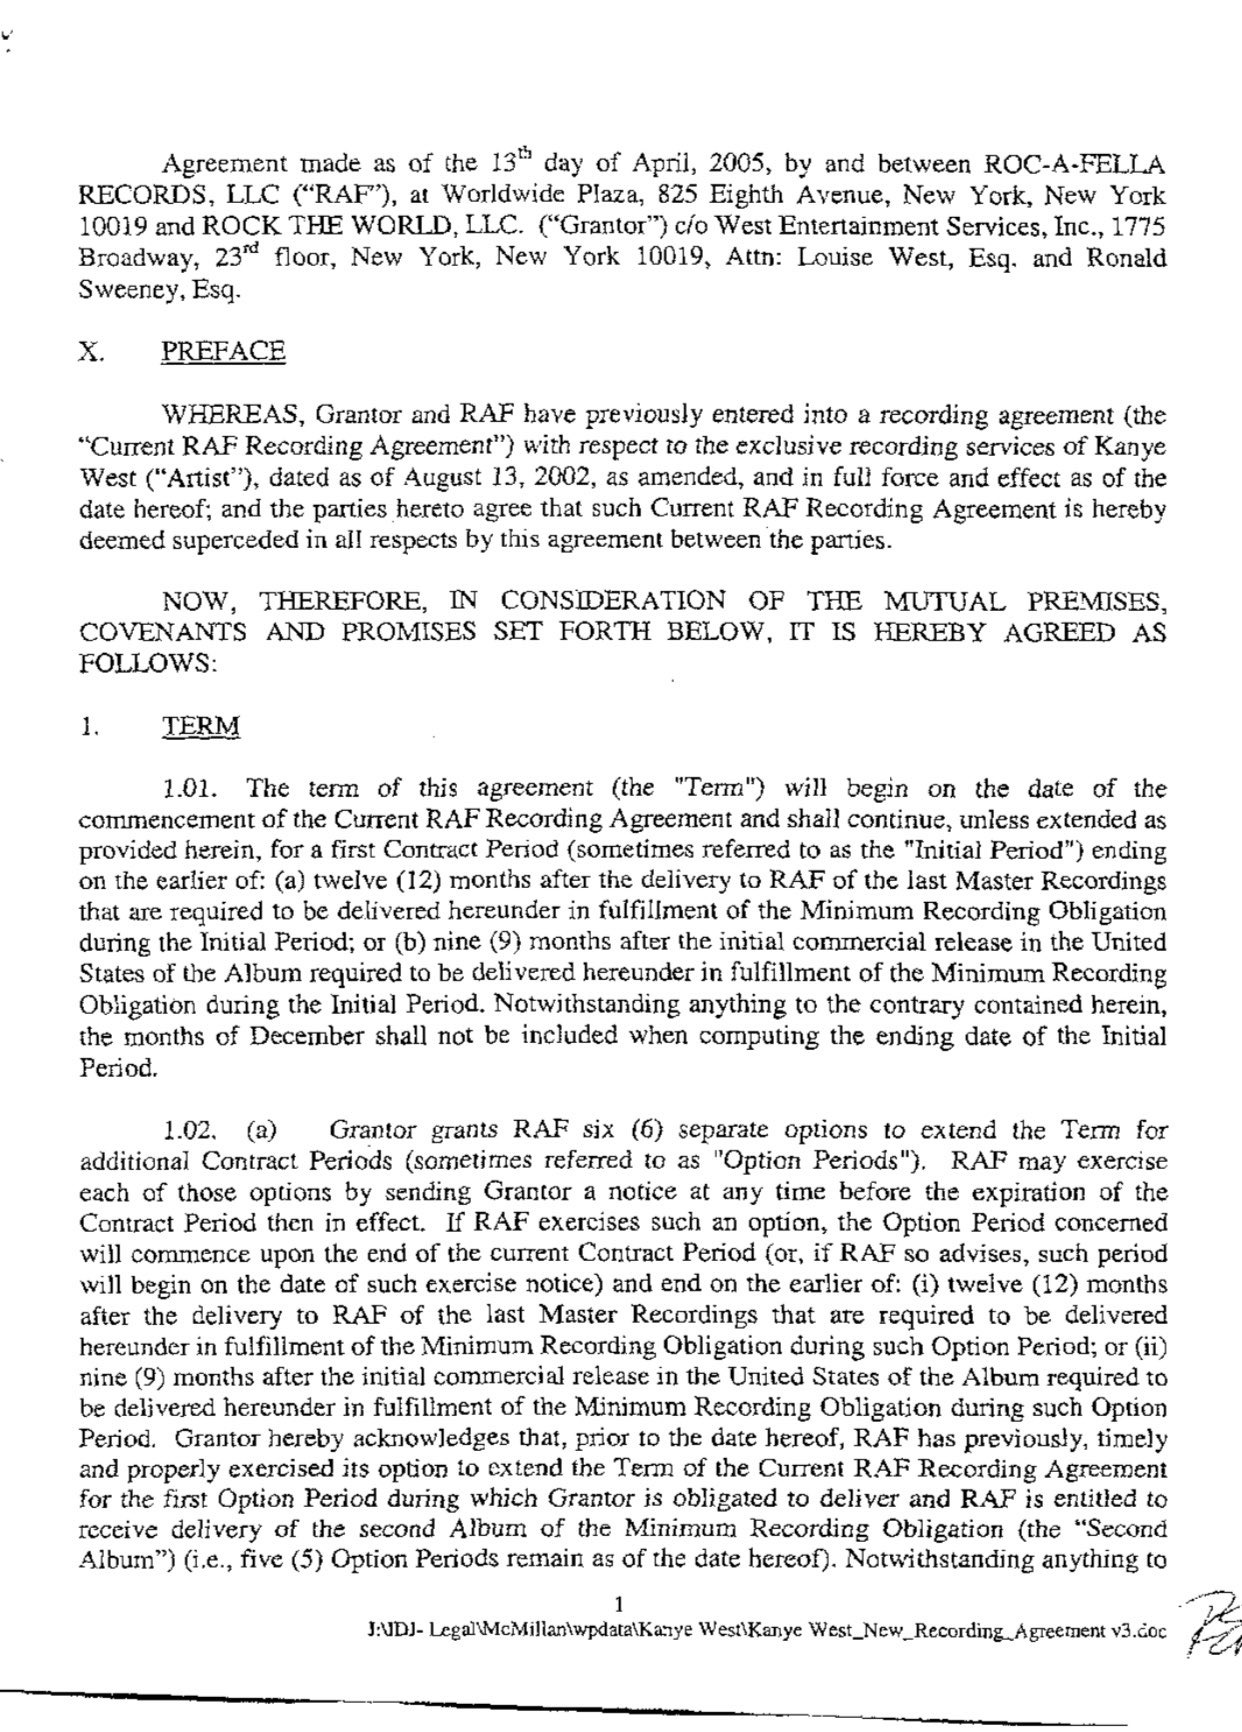 Agreement made as of the 13th day of April, 2005, by and between ROC-A-FELLA
RECORDS, LLC (“RAF”), at Worldwide Plaza, 825 Eighth Avenue, New York, New York
10019 and ROCK THE WORLD, LLC. (“Grantor”) c/o West Entertainment Services, Inc., 1775
Broadway, 23rd floor, New York, New York 10019, Attn: Louise West, Esq. and Ronald
Sweeney, Esq.
X. PREFACE
WHEREAS, Grantor and RAF have previously entered into a recording agreement (the
“Current RAF Recording Agreement”) with respect to the exclusive recording services of Kanye
West (“Artist”), dated as of August 13, 2002, as amended, and in full force and effect as of the
date hereof; and the parties hereto agree that such Current RAF Recording Agreement is hereby
deemed superceded in all respects by this agreement between the parties.
NOW, THEREFORE, IN CONSIDERATION OF THE MUTUAL PREMISES,
COVENANTS AND PROMISES SET FORTH BELOW, IT IS HEREBY AGREED AS
FOLLOWS:
1. TERM
1.01. The term of this agreement (the "Term") will begin on the date of the
commencement of the Current RAF Recording Agreement and shall continue, unless extended as
provided herein, for a first Contract Period (sometimes referred to as the "Initial Period") ending
on the earlier of: (a) twelve (12) months after the delivery to RAF of the last Master Recordings
that are required to be delivered hereunder in fulfillment of the Minimum Recording Obligation
during the Initial Period; or (b) nine (9) months after the initial commercial release in the United
States of the Album required to be delivered hereunder in fulfillment of the Minimum Recording
Obligation during the Initial Period. Notwithstanding anything to the contrary contained herein,
the months of December shall not be included when computing the ending date of the Initial
Period.
1.02. (a) Grantor grants RAF six (6) separate options to extend the Term for
additional Contract Periods (sometimes referred to as "Option Periods"). RAF may exercise
each of those options by sending Grantor a notice at any time before the expiration of the
Contract Period then in effect. If RAF exercises such an option, the Option Period concerned
will commence upon the end of the current Contract Period (or, if RAF so advises, such period
will begin on the date of such exercise notice) and end on the earlier of: (i) twelve (12) months
after the delivery to RAF of the last Master Recordings that are required to be delivered
hereunder in fulfillment of the Minimum Recording Obligation during such Option Period; or (ii)
nine (9) months after the initial commercial release in the United States of the Album required to
be delivered hereunder in fulfillment of the Minimum Recording Obligation during such Option
Period. Grantor hereby acknowledges that, prior to the date hereof, RAF has previously, timely
and properly exercised its option to extend the Term of the Current RAF Recording Agreement
for the first Option Period during which Grantor is obligated to deliver and RAF is entitled to
receive delivery of the second Album of the Minimum Recording Obligation (the “Second
Album”) (i.e., five (5) Option Periods remain as of the date hereof). Notwithstanding anything to
1
J:\JDJ- Legal\McMillan\wpdata\Kanye West\Kanye West_New_Recording_Agreement v3.doc